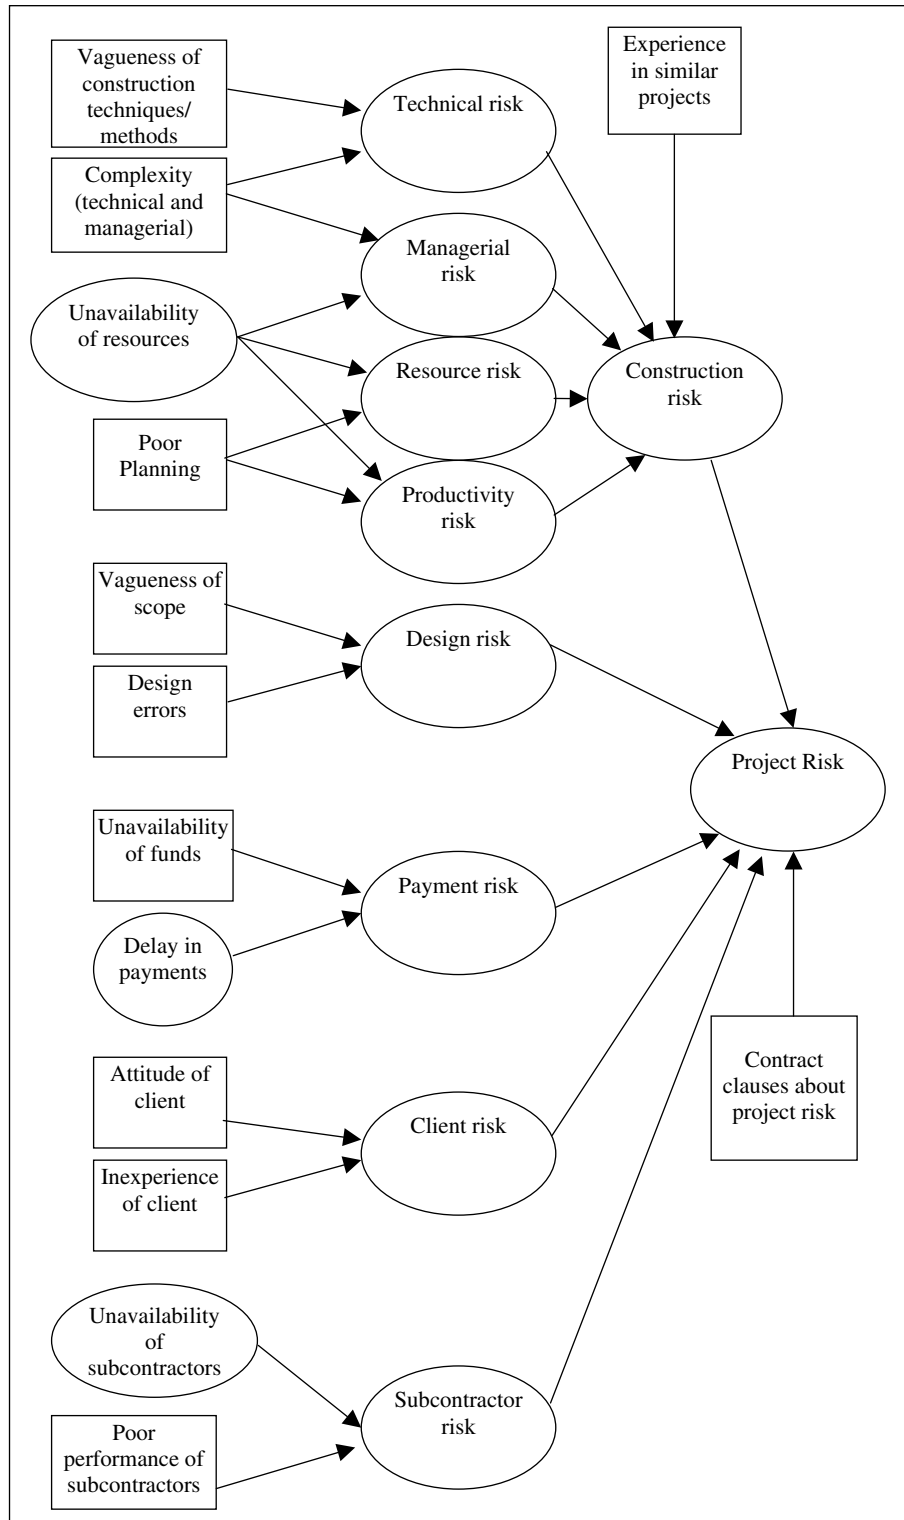 Vagueness of
construction
techniques/
methods
Technical risk
Experience
in similar
projects
Complexity
(technical and
managerial)
Managerial
risk
Unavailability
of resources
Resource risk
Construction
risk
Poor
Planning
Productivity
risk
Vagueness of
scope
Design risk
Design
errors
Project Risk
Unavailability
of funds
Payment risk
Delay in
payments
Contract
clauses about
project risk
Attitude of
client
Client risk
Inexperience
of client
Unavailability
of
subcontractors
Subcontractor
risk
Poor
performance of
subcontractors